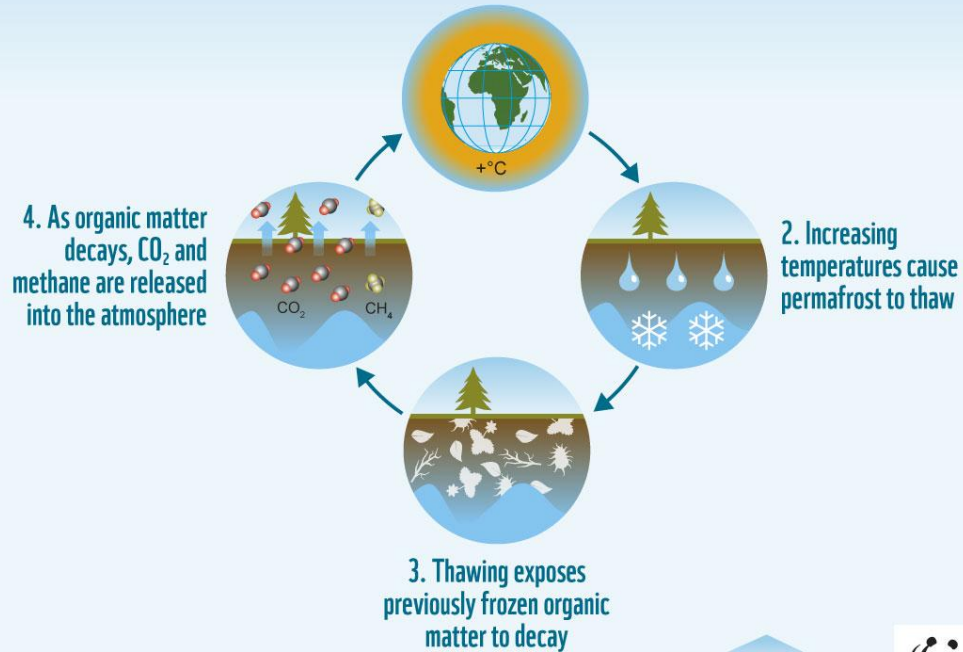 +°C
2. Increasing
temperatures cause
permafrost to thaw
3. Thawing exposes
previously frozen organic
matter to decay
4. As organic matter
decays, CO₂ and
methane are released
into the atmosphere
CO₂
CH₄